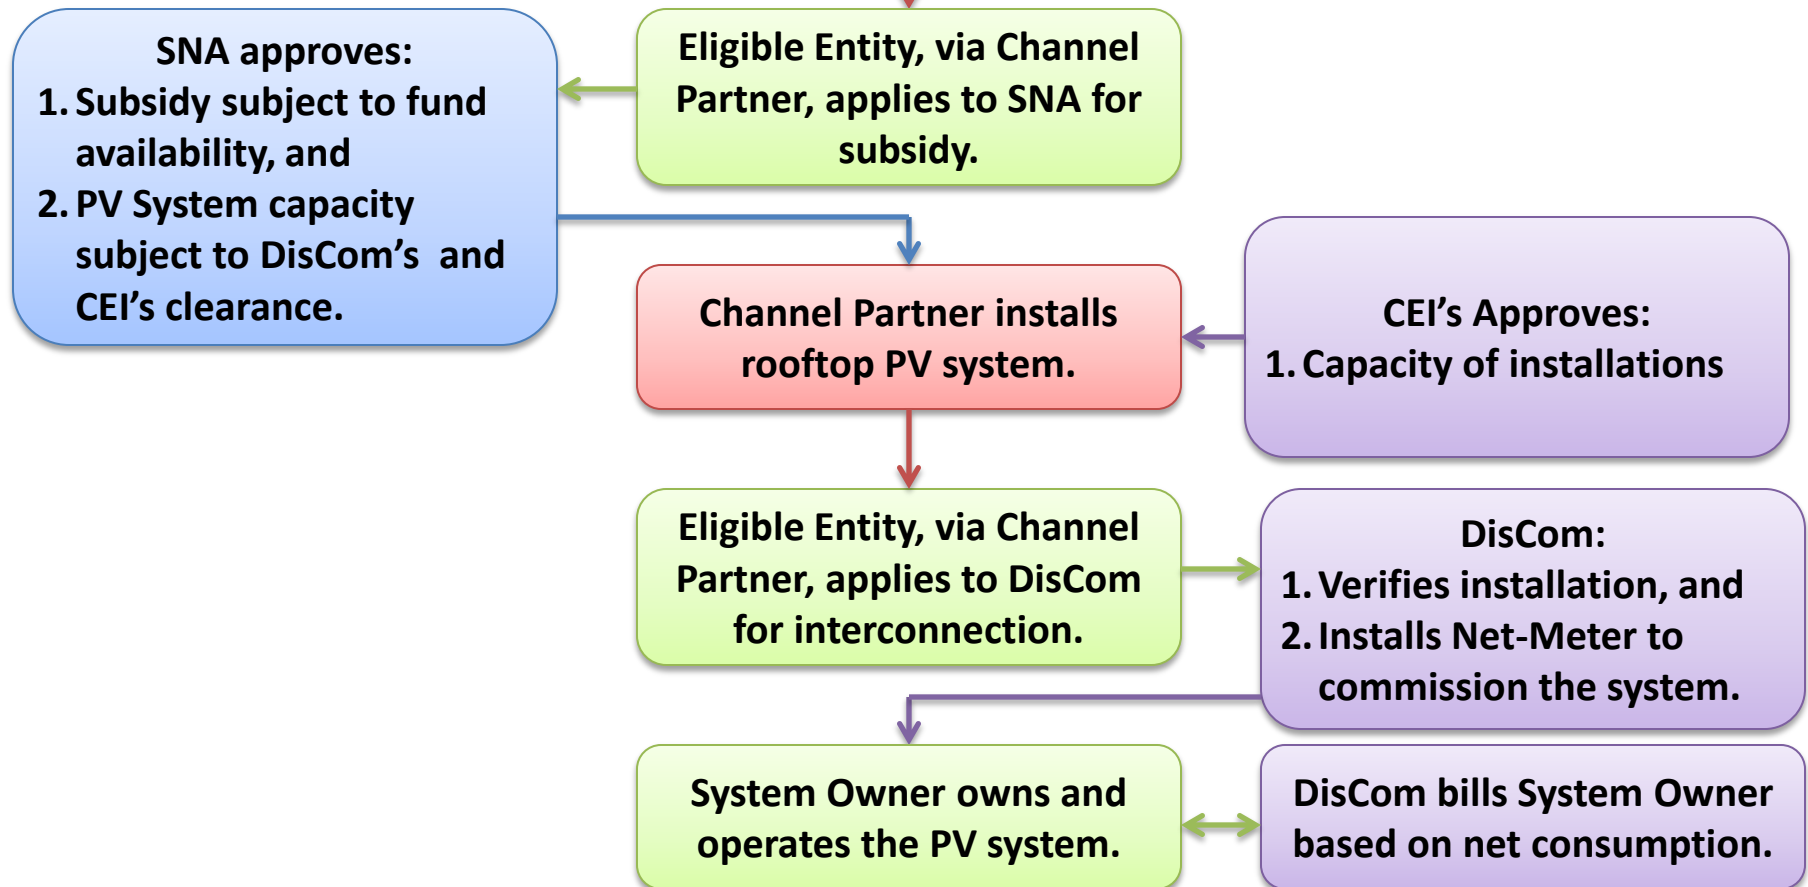 SNA approves:
1. Subsidy subject to fund
availability, and
2. PV System capacity
subject to DisCom’s and
CEI’s clearance.
Eligible Entity, via Channel
Partner, applies to SNA for
subsidy.
Channel Partner installs
rooftop PV system.
CEI’s Approves:
1. Capacity of installations
Eligible Entity, via Channel
Partner, applies to DisCom
for interconnection.
DisCom:
1. Verifies installation, and
2. Installs Net-Meter to
commission the system.
System Owner owns and
operates the PV system.
DisCom bills System Owner
based on net consumption.